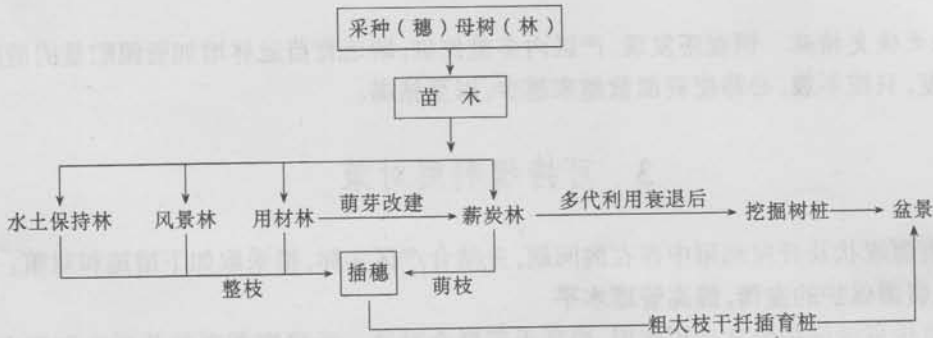 采种（穗）母树（林）
苗木
萌芽改建
多代利用衰退后
水土保持林 风景林 用材林 薪炭林 挖掘树桩 盆景
整枝 插穗 萌枝
粗大枝干扦插育桩